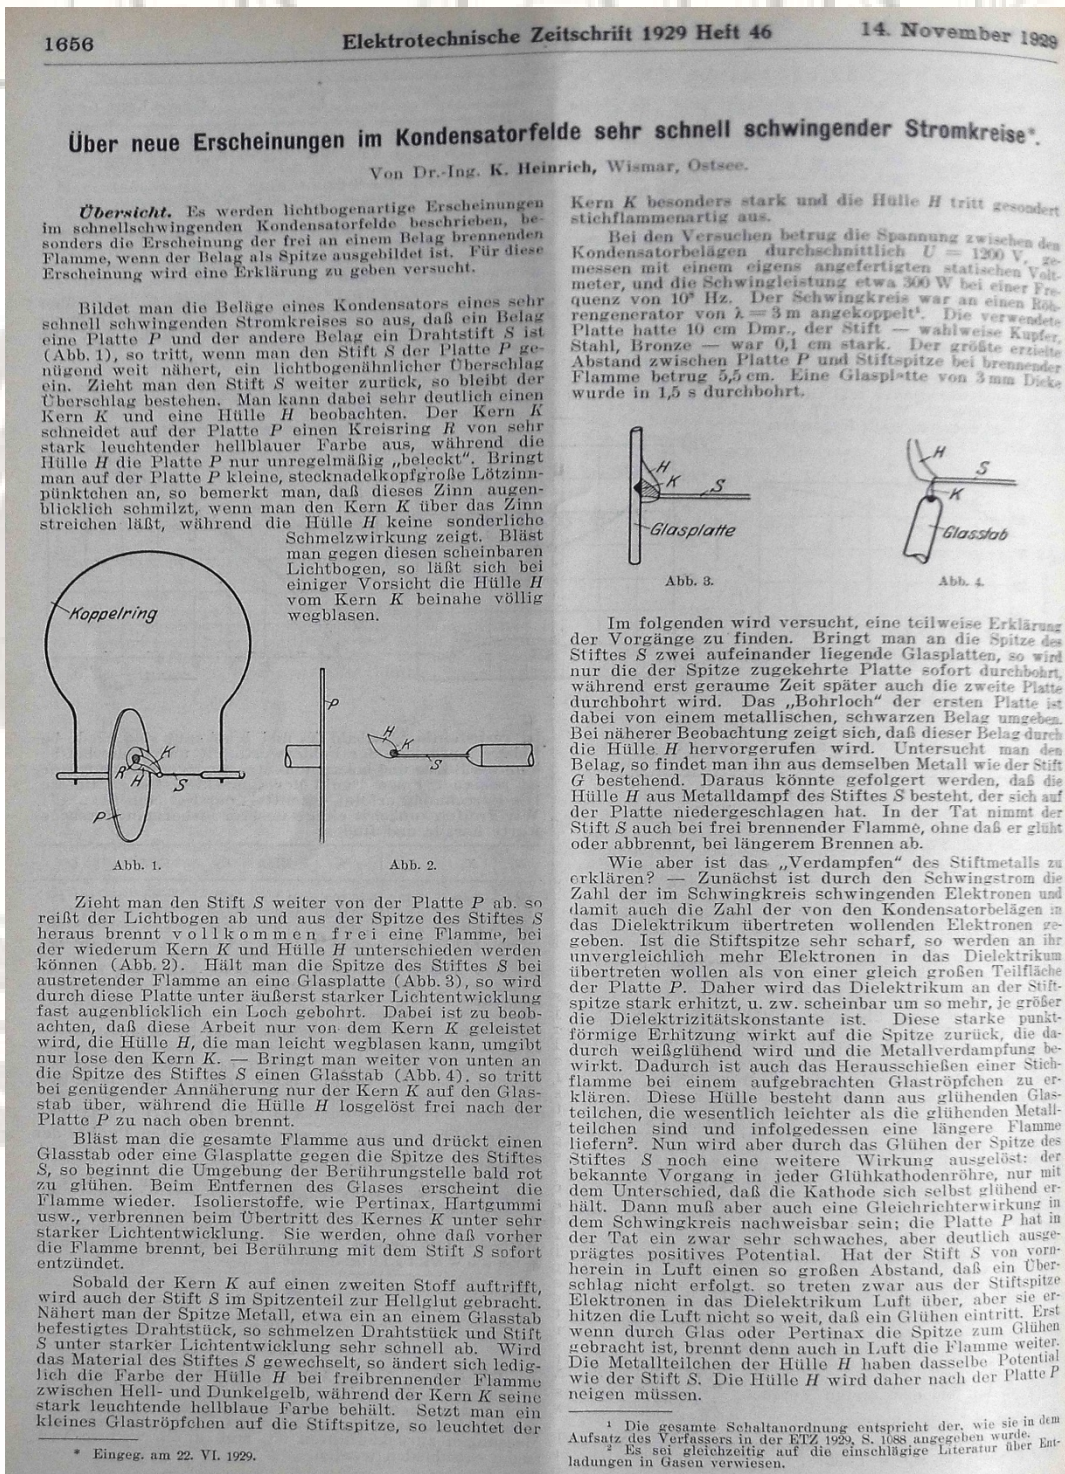 1656
Elektrotechnische Zeitschrift 1929 Heft 46
14. November 1929
Über neue Erscheinungen im Kondensatorfelde sehr schnell schwingender Stromkreise*.
Von Dr.-Ing. K. Heinrich, Wismar, Ostsee.
Übersicht. Es werden lichtbogenartige Erscheinungen
im schnellschwingenden Kondensatorfelde beschrieben, be-
sonders die Erscheinung der frei an einem Belag brennenden
Flamme, wenn der Belag als Spitze ausgebildet ist. Für diese
Erscheinung wird eine Erklärung zu geben versucht.
Bildet man die Beläge eines Kondensators eines sehr
schnell schwingenden Stromkreises so aus, daß ein Belag
eine Platte P und der andere Belag ein Drahtstift S ist
(Abb. 1), so tritt, wenn man den Stift S der Platte P ge-
nügend weit nähert, ein lichtbogenähnlicher Überschlag
ein. Zieht man den Stift S weiter zurück, so bleibt der
Überschlag bestehen. Man kann dabei sehr deutlich einen
Kern K und eine Hülle H beobachten. Der Kern K
schneidet auf der Platte P einen Kreisring R von sehr
stark leuchtender hellblauer Farbe aus, während die
Hülle H die Platte P nur unregelmäßig „beleckt“. Bringt
man auf der Platte P kleine, stecknadelkopfgroße Lötzinn-
pünktchen an, so bemerkt man, daß dieses Zinn augen-
blicklich schmilzt, wenn man den Kern K über das Zinn
streichen läßt, während die Hülle H keine sonderliche
Schmelzwirkung zeigt. Bläst
man gegen diesen scheinbaren
Lichtbogen, so läßt sich bei
einiger Vorsicht die Hülle H
vom Kern K beinahe völlig
wegblasen.
Koppelring
R
H
K
S
P
Abb. 1.
P
H
K
S
Abb. 2.
Zieht man den Stift S weiter von der Platte P ab, so
reißt der Lichtbogen ab und aus der Spitze des Stiftes S
heraus brennt vollkommen frei eine Flamme, bei
der wiederum Kern K und Hülle H unterschieden werden
können (Abb. 2). Hält man die Spitze des Stiftes S bei
austretender Flamme an eine Glasplatte (Abb. 3), so wird
durch diese Platte unter äußerst starker Lichtentwicklung
fast augenblicklich ein Loch gebohrt. Dabei ist zu beob-
achten, daß diese Arbeit nur von dem Kern K geleistet
wird, die Hülle H, die man leicht wegblasen kann, umgibt
nur lose den Kern K. — Bringt man weiter von unten an
die Spitze des Stiftes S einen Glasstab (Abb. 4), so tritt
bei genügender Annäherung nur der Kern K auf den Glas-
stab über, während die Hülle H losgelöst frei nach der
Platte P zu nach oben brennt.
Bläst man die gesamte Flamme aus und drückt einen
Glasstab oder eine Glasplatte gegen die Spitze des Stiftes
S, so beginnt die Umgebung der Berührungstelle bald rot
zu glühen. Beim Entfernen des Glases erscheint die
Flamme wieder. Isolierstoffe, wie Pertinax, Hartgummi
usw., verbrennen beim Übertritt des Kernes K unter sehr
starker Lichtentwicklung. Sie werden, ohne daß vorher
die Flamme brennt, bei Berührung mit dem Stift S sofort
entzündet.
Sobald der Kern K auf einen zweiten Stoff auftrifft,
wird auch der Stift S im Spitzenteil zur Hellglut gebracht.
Nähert man der Spitze Metall, etwa ein an einem Glasstab
befestigtes Drahtstück, so schmelzen Drahtstück und Stift
S unter starker Lichtentwicklung sehr schnell ab. Wird
das Material des Stiftes S gewechselt, so ändert sich ledig-
lich die Farbe der Hülle H bei freibrennender Flamme
zwischen Hell- und Dunkelgelb, während der Kern K seine
stark leuchtende hellblaue Farbe behält. Setzt man ein
kleines Glaströpfchen auf die Stiftspitze, so leuchtet der
* Eingeg. am 22. VI. 1929.
Kern K besonders stark und die Hülle H tritt gesondert
stichflammenartig aus.
Bei den Versuchen betrug die Spannung zwischen den
Kondensatorbelägen durchschnittlich U = 1200 V, ge-
messen mit einem eigens angefertigten statischen Volt-
meter, und die Schwingleistung etwa 300 W bei einer Fre-
quenz von 10⁸ Hz. Der Schwingkreis war an einen Röh-
rengenerator von λ = 3 m angekoppelt¹. Die verwendete
Platte hatte 10 cm Dmr., der Stift — wahlweise Kupfer,
Stahl, Bronze — war 0,1 cm stark. Der größte erzielte
Abstand zwischen Platte P und Stiftspitze bei brennender
Flamme betrug 5,5 cm. Eine Glasplatte von 3 mm Dicke
wurde in 1,5 s durchbohrt.
H
K
S
Glasplatte
Abb. 3.
H
S
K
Glasstab
Abb. 4.
Im folgenden wird versucht, eine teilweise Erklärung
der Vorgänge zu finden. Bringt man an die Spitze des
Stiftes S zwei aufeinander liegende Glasplatten, so wird
nur die der Spitze zugekehrte Platte sofort durchbohrt,
während erst geraume Zeit später auch die zweite Platte
durchbohrt wird. Das „Bohrloch“ der ersten Platte ist
dabei von einem metallischen, schwarzen Belag umgeben.
Bei näherer Beobachtung zeigt sich, daß dieser Belag durch
die Hülle H hervorgerufen wird. Untersucht man den
Belag, so findet man ihn aus demselben Metall wie der Stift
G bestehend. Daraus könnte gefolgert werden, daß die
Hülle H aus Metalldampf des Stiftes S besteht, der sich auf
der Platte niedergeschlagen hat. In der Tat nimmt der
Stift S auch bei frei brennender Flamme, ohne daß er glüht
oder abbrennt, bei längerem Brennen ab.
Wie aber ist das „Verdampfen“ des Stiftmetalls zu
erklären? — Zunächst ist durch den Schwingstrom die
Zahl der im Schwingkreis schwingenden Elektronen und
damit auch die Zahl der von den Kondensatorbelägen in
das Dielektrikum übertreten wollenden Elektronen ge-
geben. Ist die Stiftspitze sehr scharf, so werden an ihr
unvergleichlich mehr Elektronen in das Dielektrikum
übertreten wollen als von einer gleich großen Teilfläche
der Platte P. Daher wird das Dielektrikum an der Stift-
spitze stark erhitzt, u. zw. scheinbar um so mehr, je größer
die Dielektrizitätskonstante ist. Diese starke punkt-
förmige Erhitzung wirkt auf die Spitze zurück, die da-
durch weißglühend wird und die Metallverdampfung be-
wirkt. Dadurch ist auch das Herausschießen einer Stich-
flamme bei einem aufgebrachten Glaströpfchen zu er-
klären. Diese Hülle besteht dann aus glühenden Glas-
teilchen, die wesentlich leichter als die glühenden Metall-
teilchen sind und infolgedessen eine längere Flamme
liefern². Nun wird aber durch das Glühen der Spitze des
Stiftes S noch eine weitere Wirkung ausgelöst: der
bekannte Vorgang in jeder Glühkathodenröhre, nur mit
dem Unterschied, daß die Kathode sich selbst glühend er-
hält. Dann muß aber auch eine Gleichrichterwirkung in
dem Schwingkreis nachweisbar sein; die Platte P hat in
der Tat ein zwar sehr schwaches, aber deutlich ausge-
prägtes positives Potential. Hat der Stift S von vorn-
herein in Luft einen so großen Abstand, daß ein Über-
schlag nicht erfolgt, so treten zwar aus der Stiftspitze
Elektronen in das Dielektrikum Luft über, aber sie er-
hitzen die Luft nicht so weit, daß ein Glühen eintritt. Erst
wenn durch Glas oder Pertinax die Spitze zum Glühen
gebracht ist, brennt denn auch in Luft die Flamme weiter.
Die Metallteilchen der Hülle H haben dasselbe Potential
wie der Stift S. Die Hülle H wird daher nach der Platte P
neigen müssen.
¹ Die gesamte Schaltanordnung entspricht der, wie sie in dem
Aufsatz des Verfassers in der ETZ 1929, S. 1088 angegeben wurde.
² Es sei gleichzeitig auf die einschlägige Literatur über Ent-
ladungen in Gasen verwiesen.